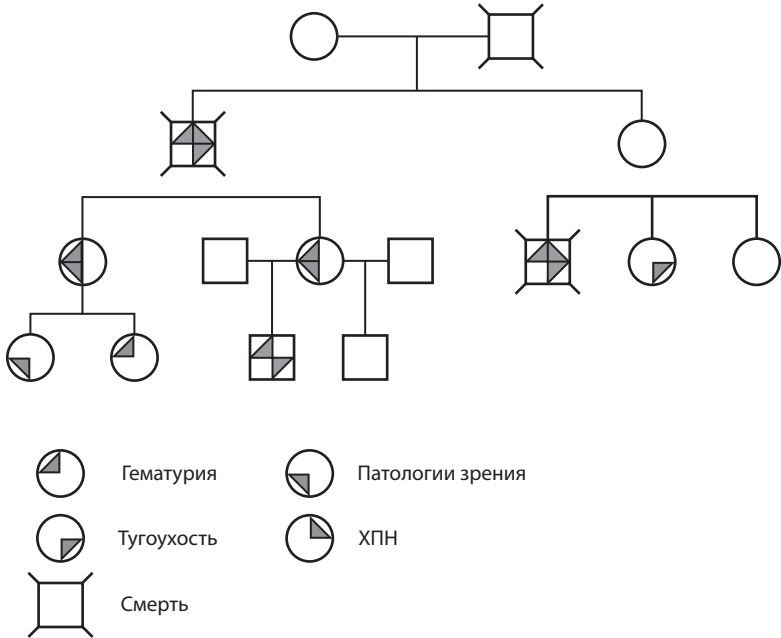 Гематурия
Патологии зрения
Тугоухость
ХПН
Смерть